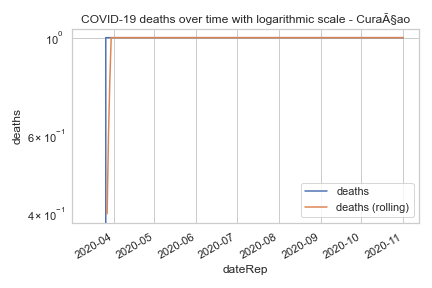 COVID-19 deaths over time with logarithmic scale - CuraÃ§ao
10⁰
6 × 10⁻¹
4 × 10⁻¹
deaths
deaths
deaths (rolling)
2020-04 2020-05 2020-06 2020-07 2020-08 2020-09 2020-10 2020-11
dateRep